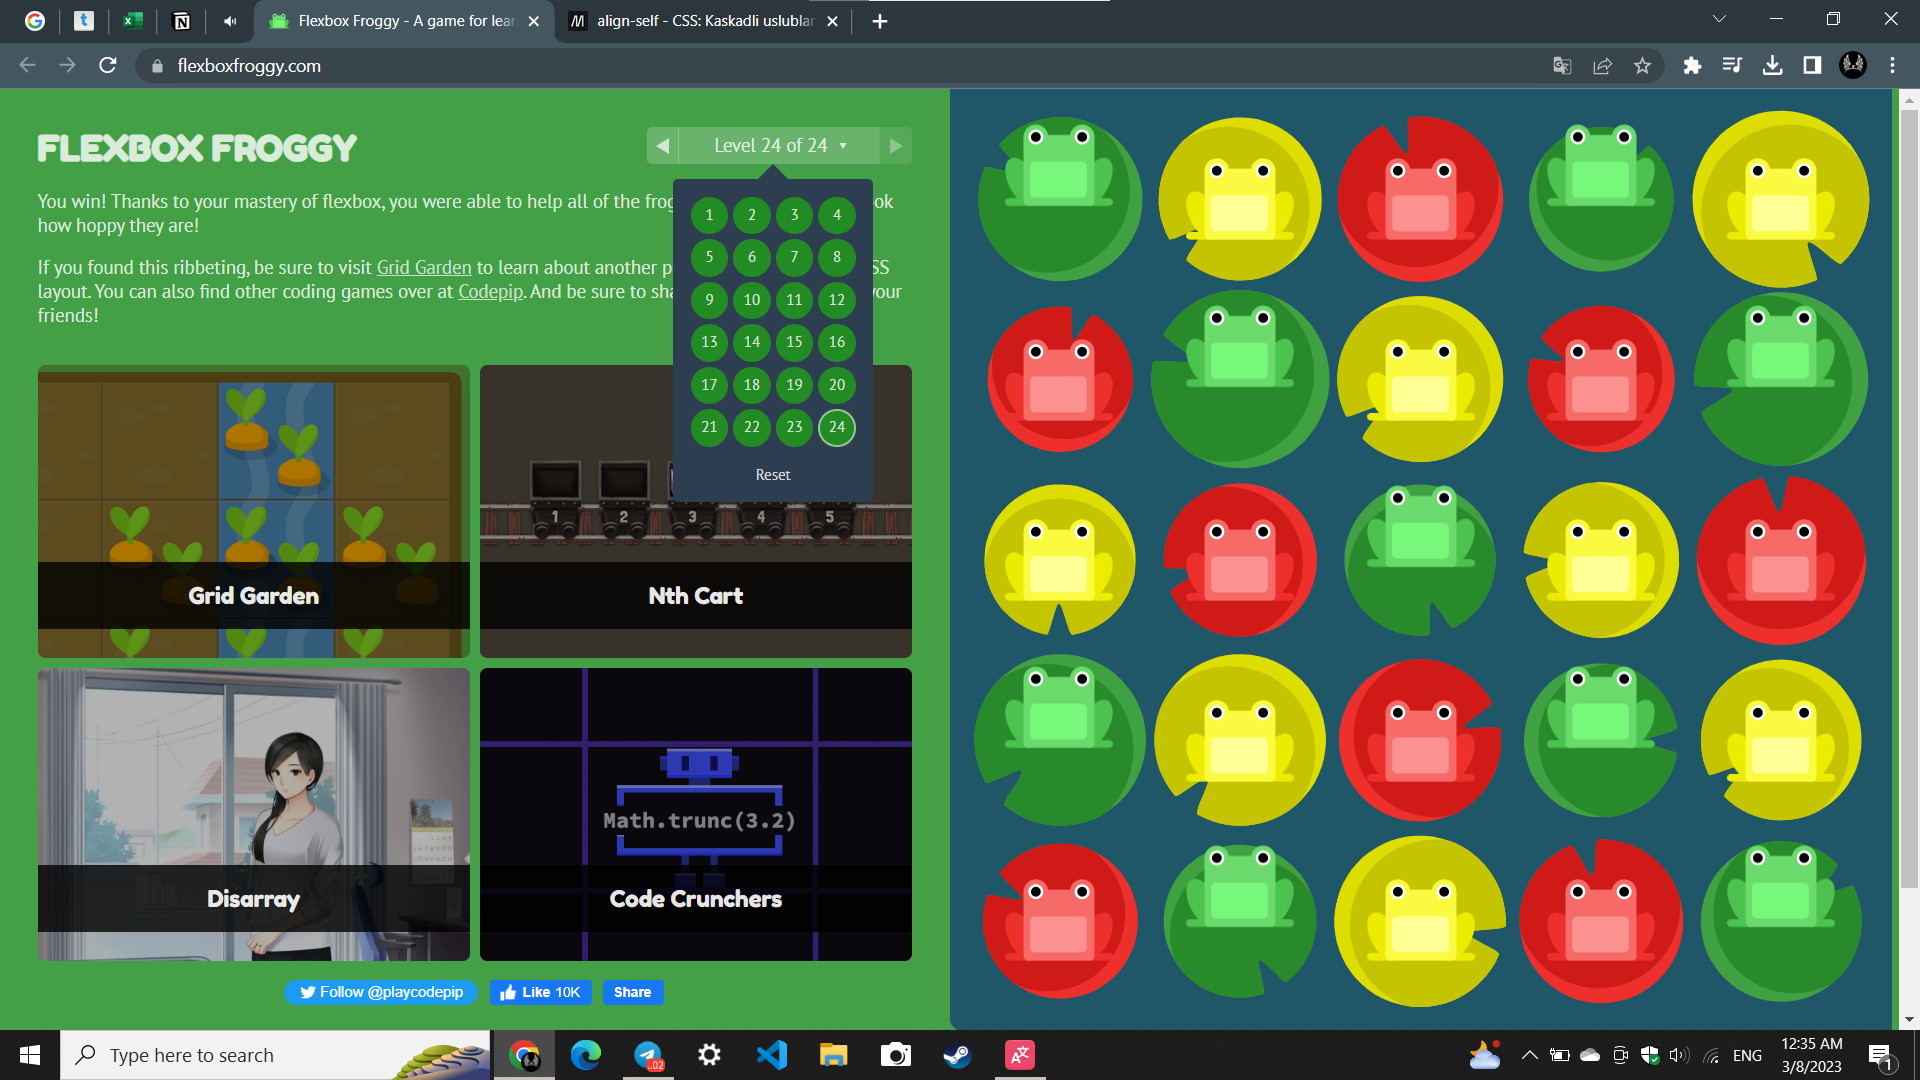 Flexbox Froggy - A game for lear
align-self - CSS: Kaskadli uslublar
flexboxfroggy.com
FLEXBOX FROGGY
Level 24 of 24
You win! Thanks to your mastery of flexbox, you were able to help all of the frog
ok
how hoppy they are!
If you found this ribbeting, be sure to visit Grid Garden to learn about another p
SS
layout. You can also find other coding games over at Codepip. And be sure to sha
your
friends!
1 2 3 4
5 6 7 8
9 10 11 12
13 14 15 16
17 18 19 20
21 22 23 24
Reset
1 2 3 4 5
Grid Garden
Nth Cart
Math.trunc(3.2)
Disarray
Code Crunchers
Follow @playcodepip
Like 10K
Share
Type here to search
..02
ENG
12:35 AM
3/8/2023
1